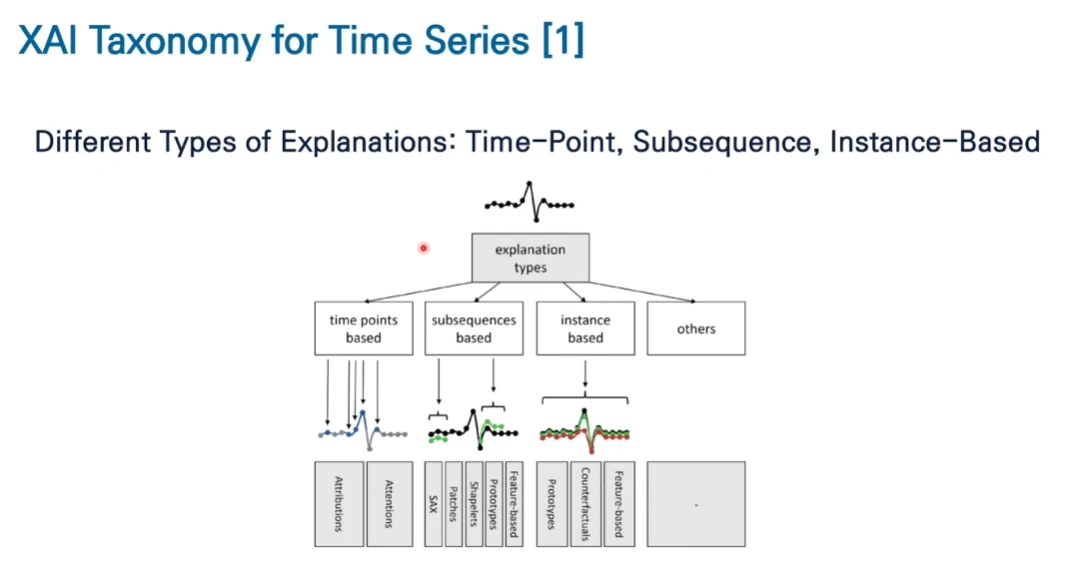 XAI Taxonomy for Time Series [1]
Different Types of Explanations: Time-Point, Subsequence, Instance-Based
explanation
types
time points
based
subsequences
based
instance
based
others
Attributions
Attentions
SAX
Patches
Shapelets
Prototypes
Feature-based
Prototypes
Counterfactuals
Feature-based